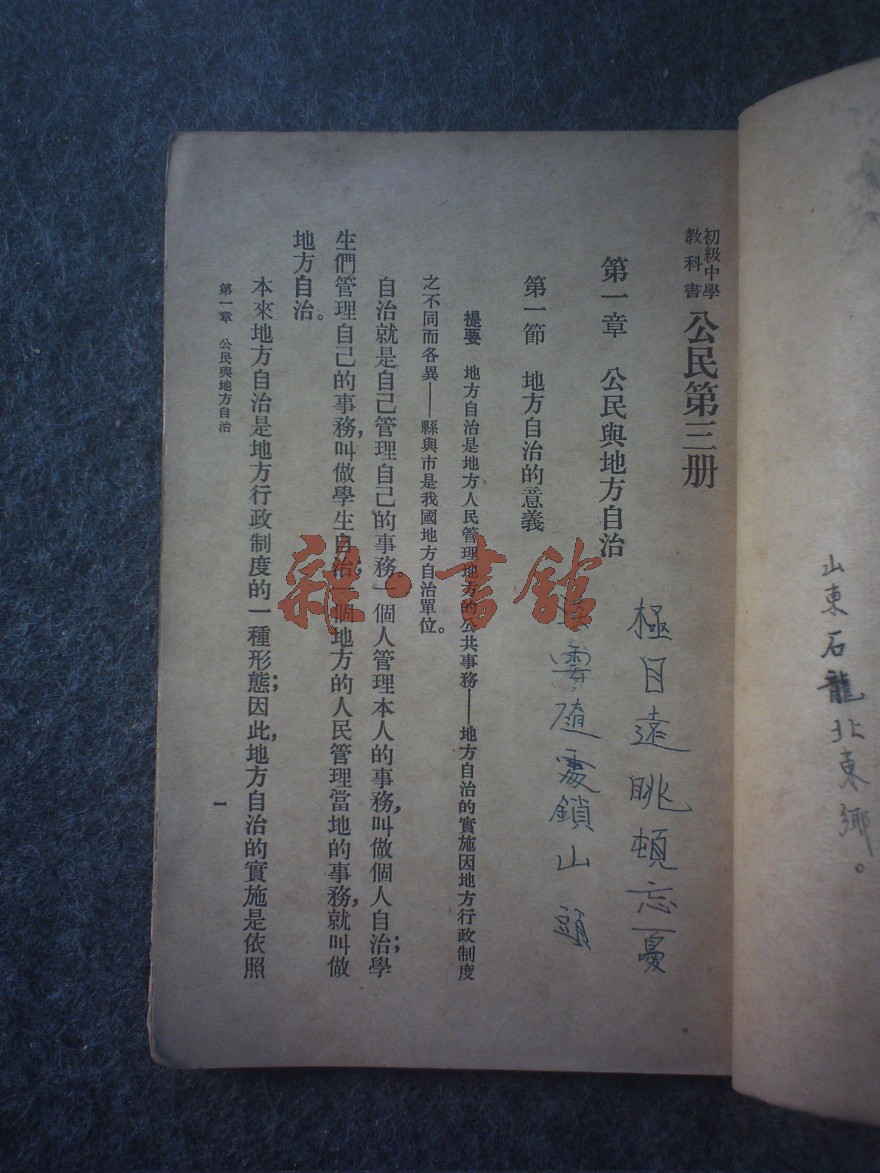 山東石龍北東鄉。
初級中學
教科書
公民第三册
第一章　公民與地方自治
極目遠眺頓忘憂
第一節　地方自治的意義
雲隨處鎖山頭
提要　地方自治是地方人民管理地方的公共事務——地方自治的實施因地方行政制度
之不同而各異——縣與市是我國地方自治單位。
自治就是自己管理自己的事務。一個人管理本人的事務，叫做個人自治；學
生們管理自己的事務，叫做學生自治；一個地方的人民管理當地的事務，就叫做
地方自治。
本來地方自治是地方行政制度的一種形態；因此，地方自治的實施是依照
第一章　公民與地方自治
一
雜·書館